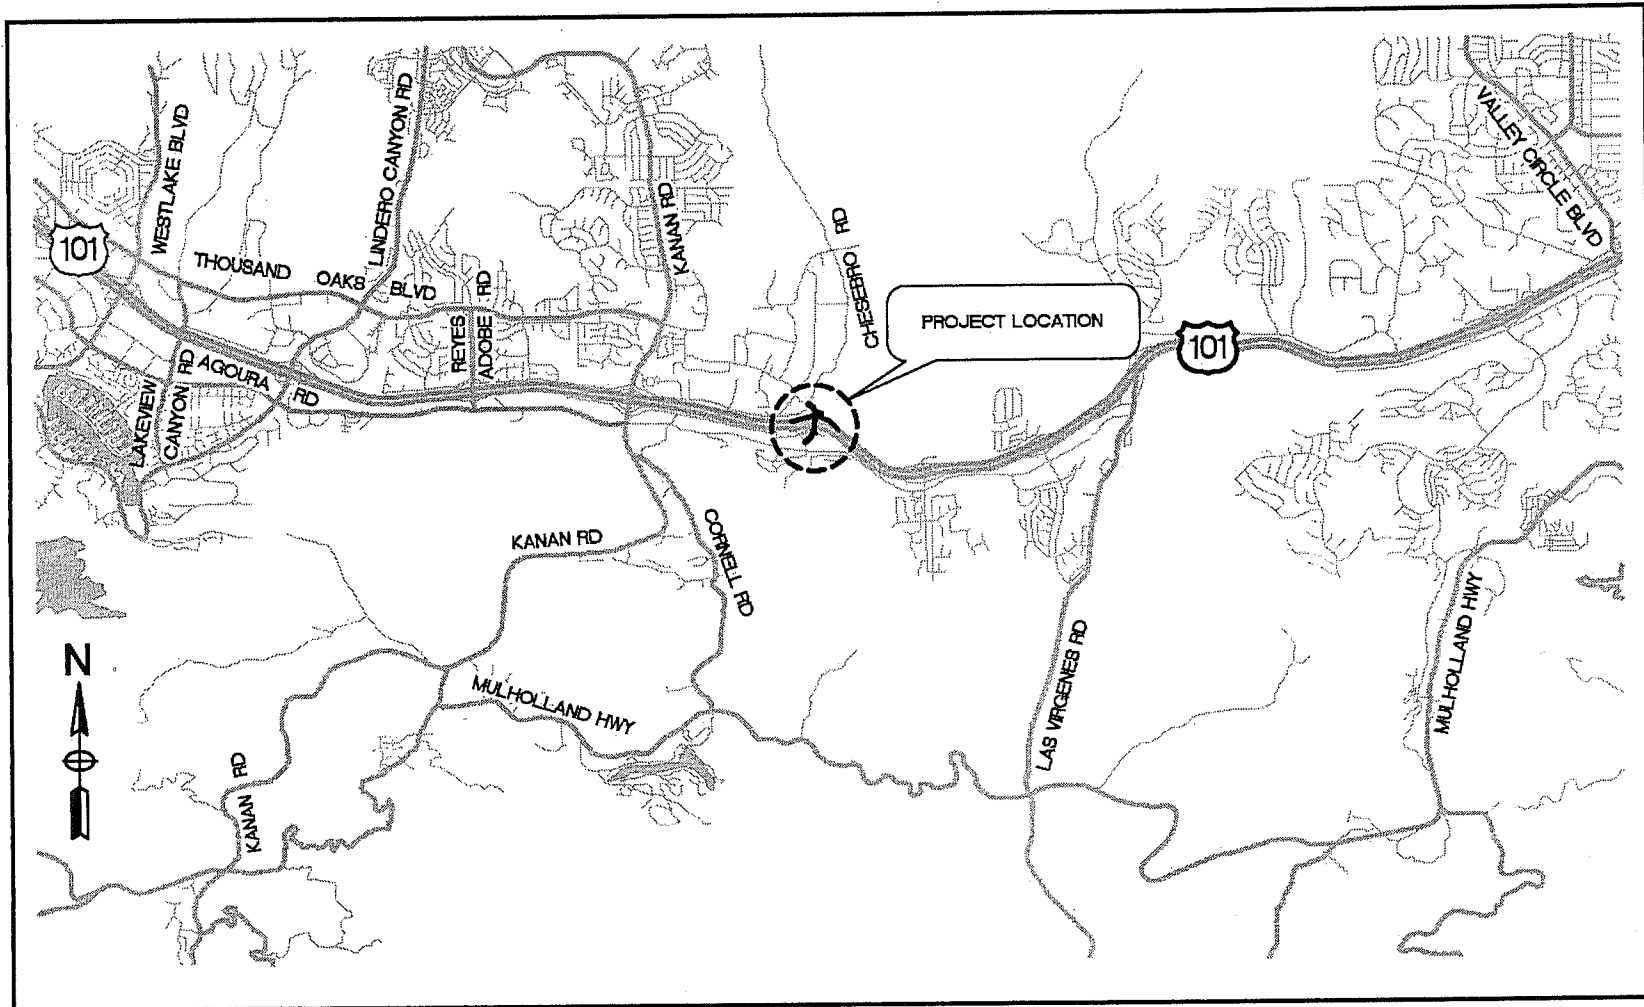 WESTLAKE BLVD
LINDERO CANYON RD
KANAN RD
CHESEBRO RD
VALLEY CIRCLE BLVD
101
THOUSAND OAKS BLVD
REYES
ADOBE RD
PROJECT LOCATION
101
AGOURA RD
LAKEVIEW
CANYON RD
KANAN RD
CORNELL RD
N
MULHOLLAND HWY
LAS VIRGENES RD
MULHOLLAND HWY
KANAN RD